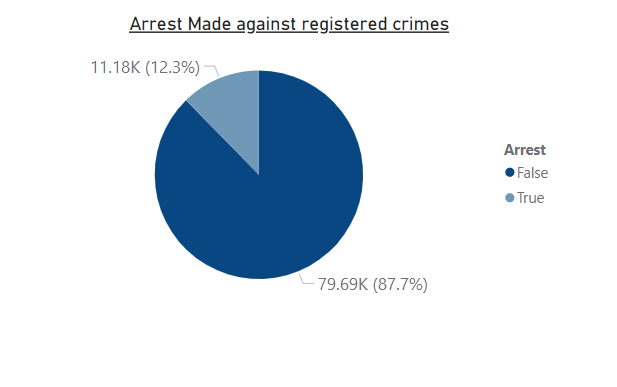 Arrest Made against registered crimes
11.18K (12.3%)
Arrest
False
True
79.69K (87.7%)